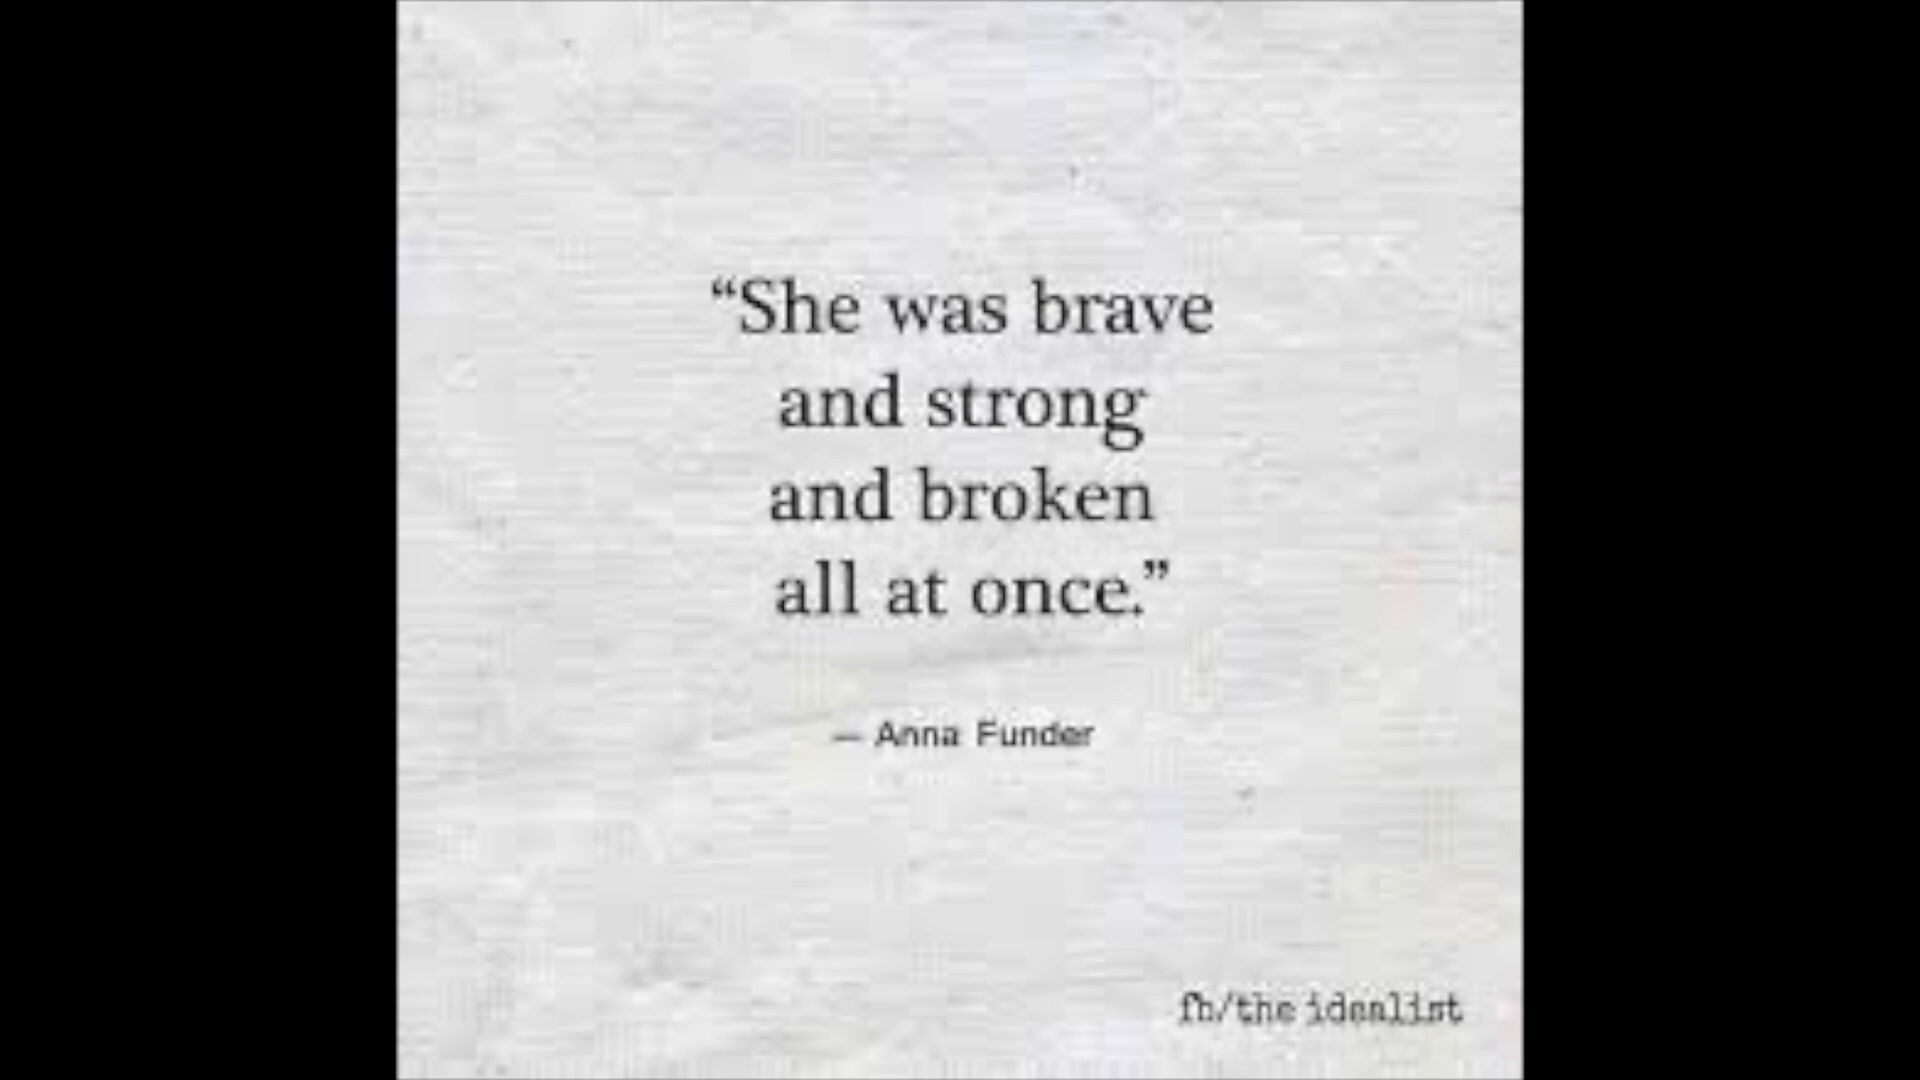 “She was brave
and strong
and broken
all at once.”
— Anna Funder
fb/the idealist